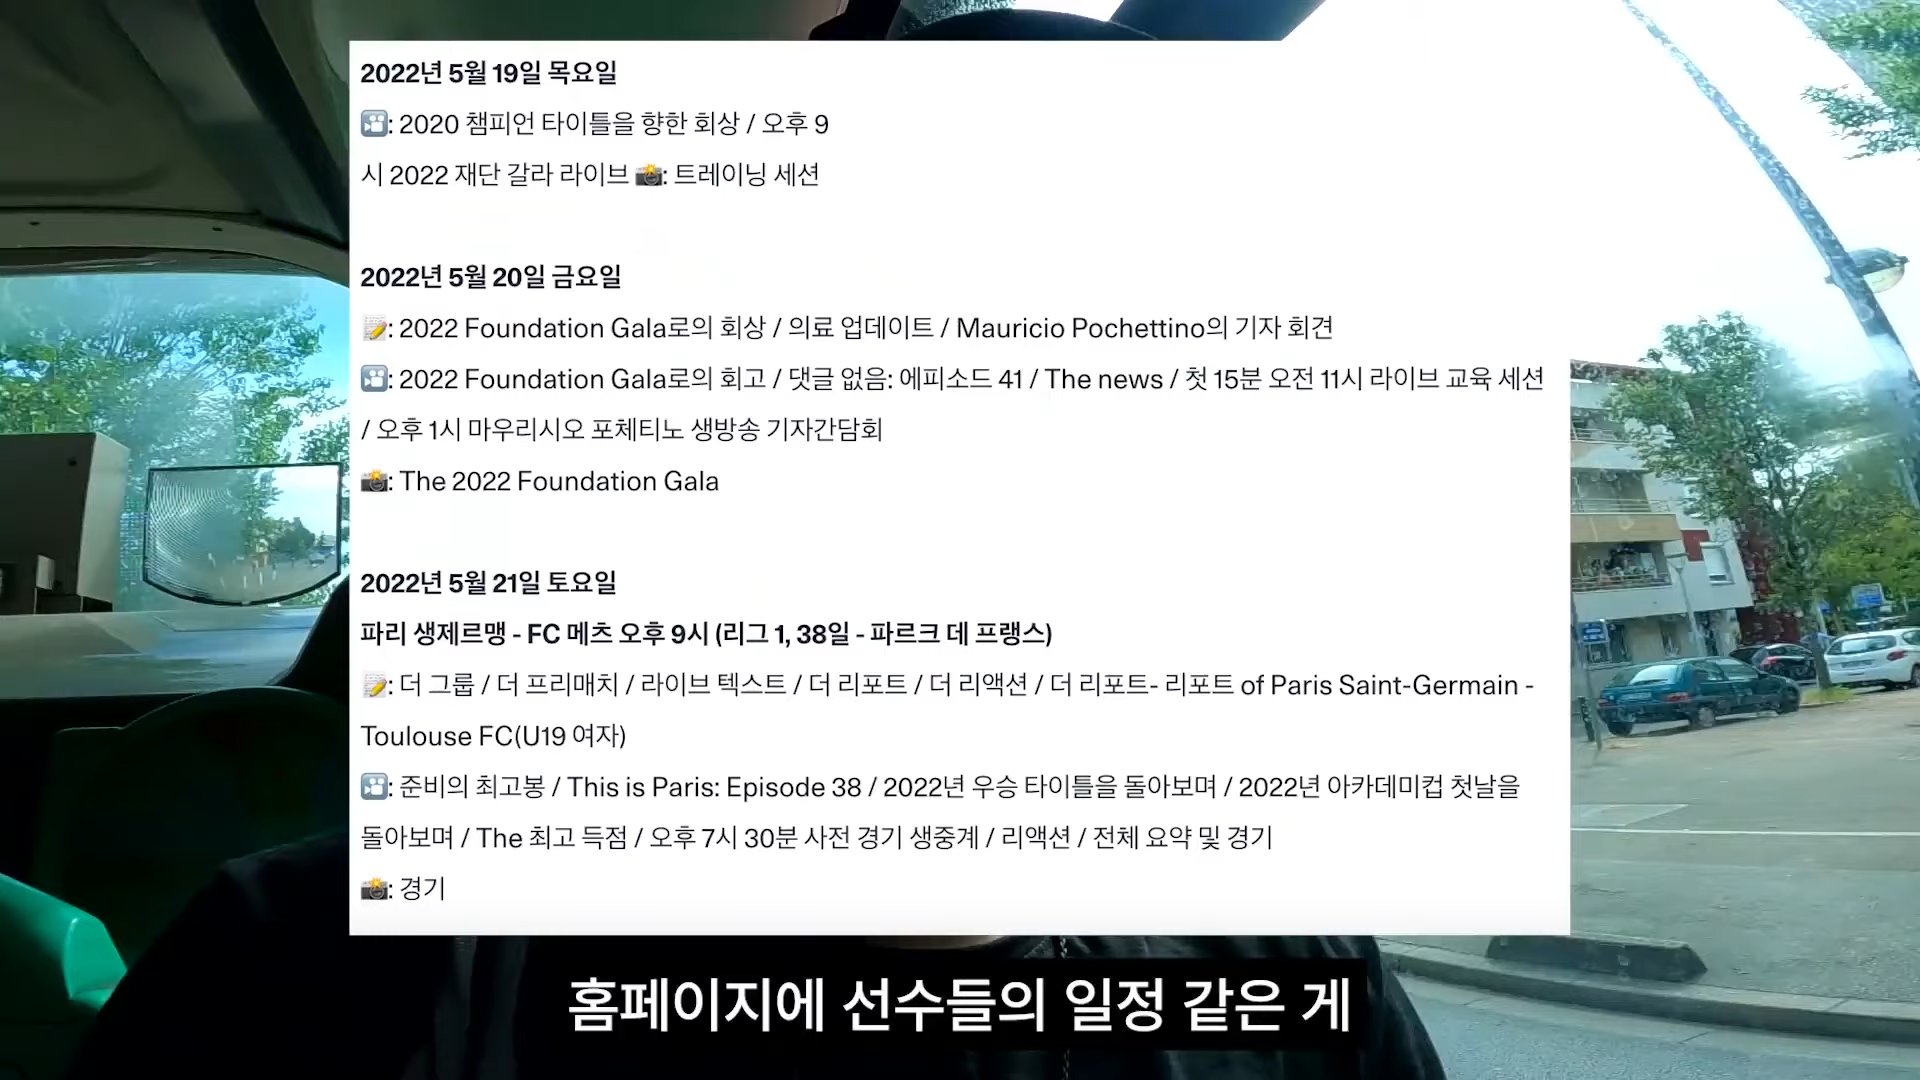 2022년 5월 19일 목요일
🎦: 2020 챔피언 타이틀을 향한 회상 / 오후 9
시 2022 재단 갈라 라이브 📸: 트레이닝 세션
2022년 5월 20일 금요일
📝: 2022 Foundation Gala로의 회상 / 의료 업데이트 / Mauricio Pochettino의 기자 회견
🎦: 2022 Foundation Gala로의 회고 / 댓글 없음: 에피소드 41 / The news / 첫 15분 오전 11시 라이브 교육 세션
/ 오후 1시 마우리시오 포체티노 생방송 기자간담회
📸: The 2022 Foundation Gala
2022년 5월 21일 토요일
파리 생제르맹 - FC 메츠 오후 9시 (리그 1, 38일 - 파르크 데 프랭스)
📝: 더 그룹 / 더 프리매치 / 라이브 텍스트 / 더 리포트 / 더 리액션 / 더 리포트- 리포트 of Paris Saint-Germain -
Toulouse FC(U19 여자)
🎦: 준비의 최고봉 / This is Paris: Episode 38 / 2022년 우승 타이틀을 돌아보며 / 2022년 아카데미컵 첫날을
돌아보며 / The 최고 득점 / 오후 7시 30분 사전 경기 생중계 / 리액션 / 전체 요약 및 경기
📸: 경기
홈페이지에 선수들의 일정 같은 게